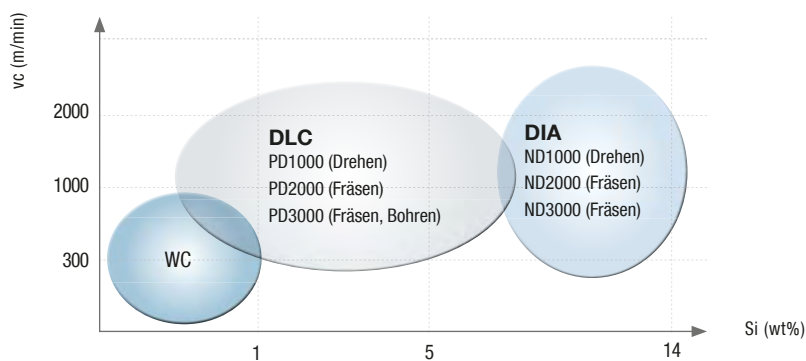 vc (m/min)
2000
1000
300
DLC
PD1000 (Drehen)
PD2000 (Fräsen)
PD3000 (Fräsen, Bohren)
DIA
ND1000 (Drehen)
ND2000 (Fräsen)
ND3000 (Fräsen)
WC
1
5
14
Si (wt%)